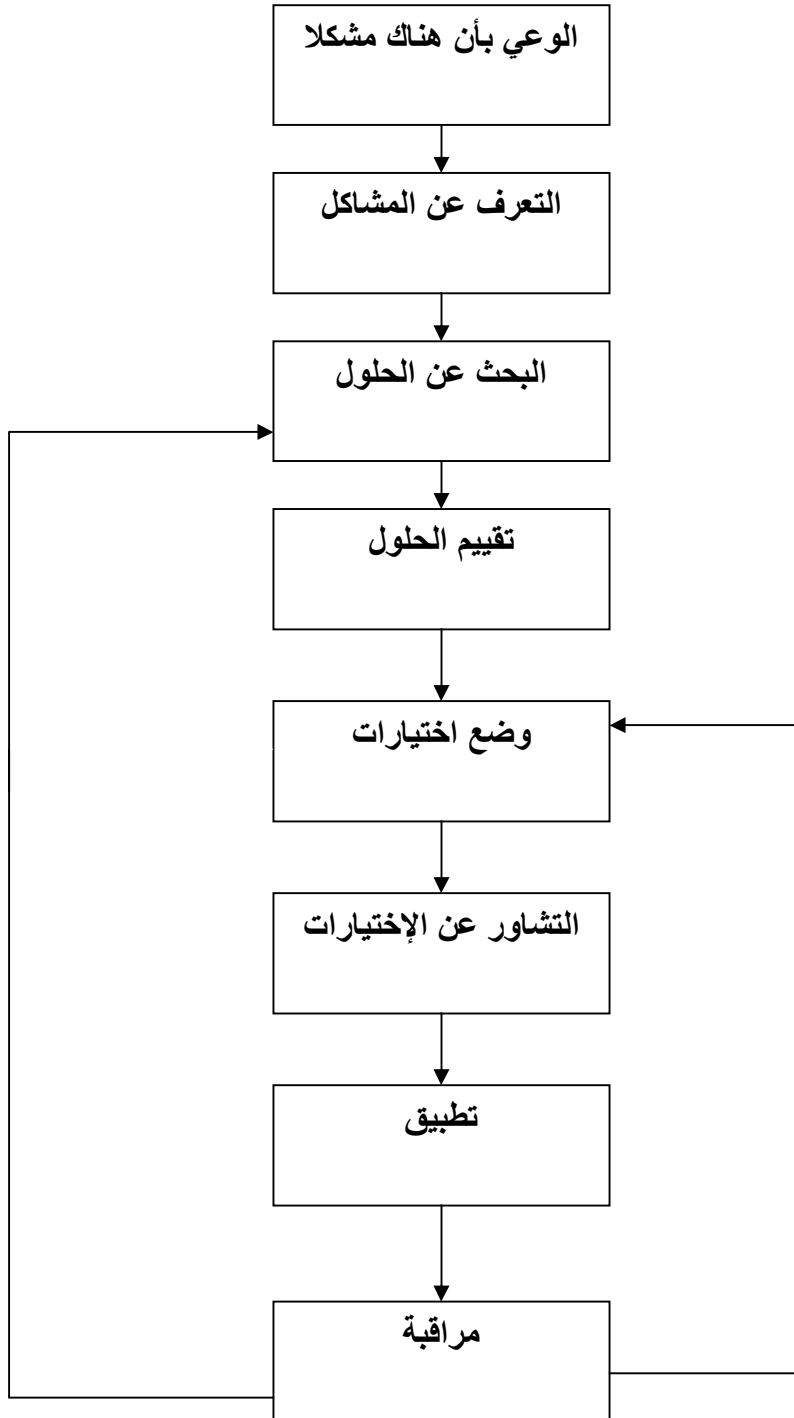 الوعي بأن هناك مشكلا
التعرف عن المشاكل
البحث عن الحلول
تقييم الحلول
وضع اختيارات
التشاور عن الإختيارات
تطبيق
مراقبة